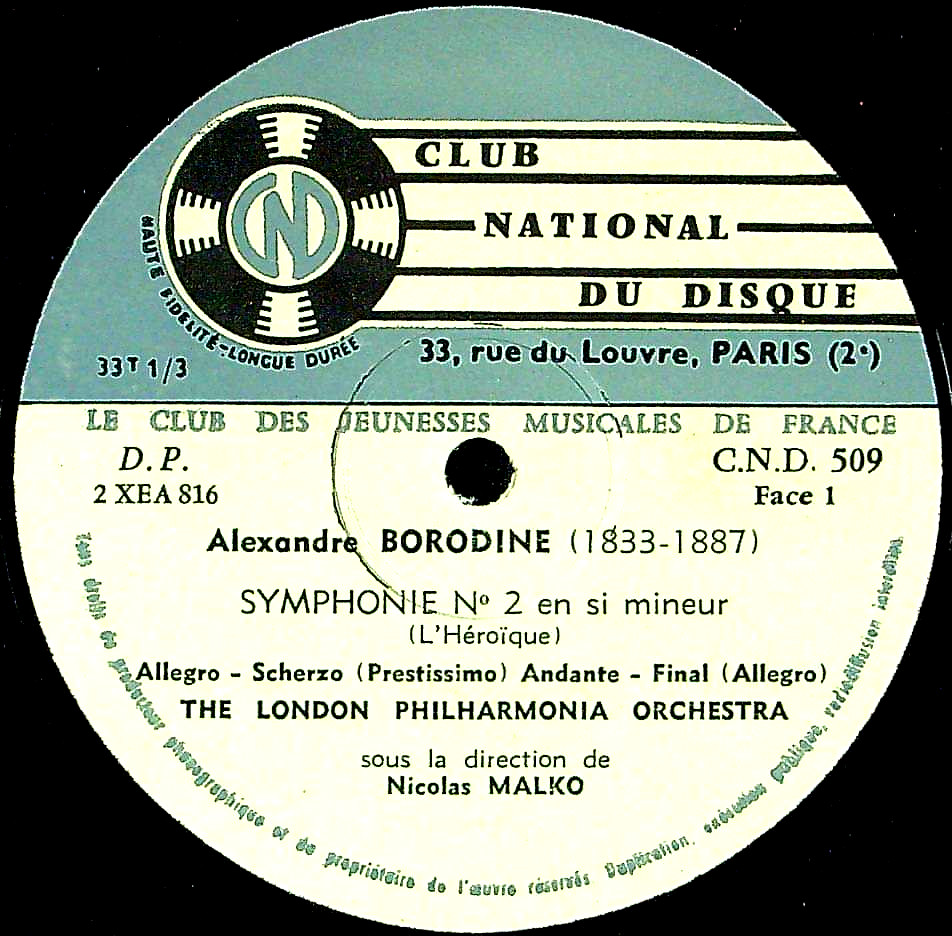 CLUB
NATIONAL
DU DISQUE
CND
HAUTE FIDELITÉ-LONGUE DURÉE
33, rue du Louvre, PARIS (2e)
33T 1/3
LE CLUB DES JEUNESSES MUSICALES DE FRANCE
D.P.
C.N.D. 509
2 XEA 816
Face 1
Alexandre BORODINE (1833-1887)
SYMPHONIE No 2 en si mineur
(L'Héroïque)
Allegro - Scherzo (Prestissimo) Andante - Final (Allegro)
THE LONDON PHILHARMONIA ORCHESTRA
sous la direction de
Nicolas MALKO
Tous droits du producteur phonographique et du propriétaire de l'œuvre réservés Duplication, exécution publique, radiodiffusion interdites